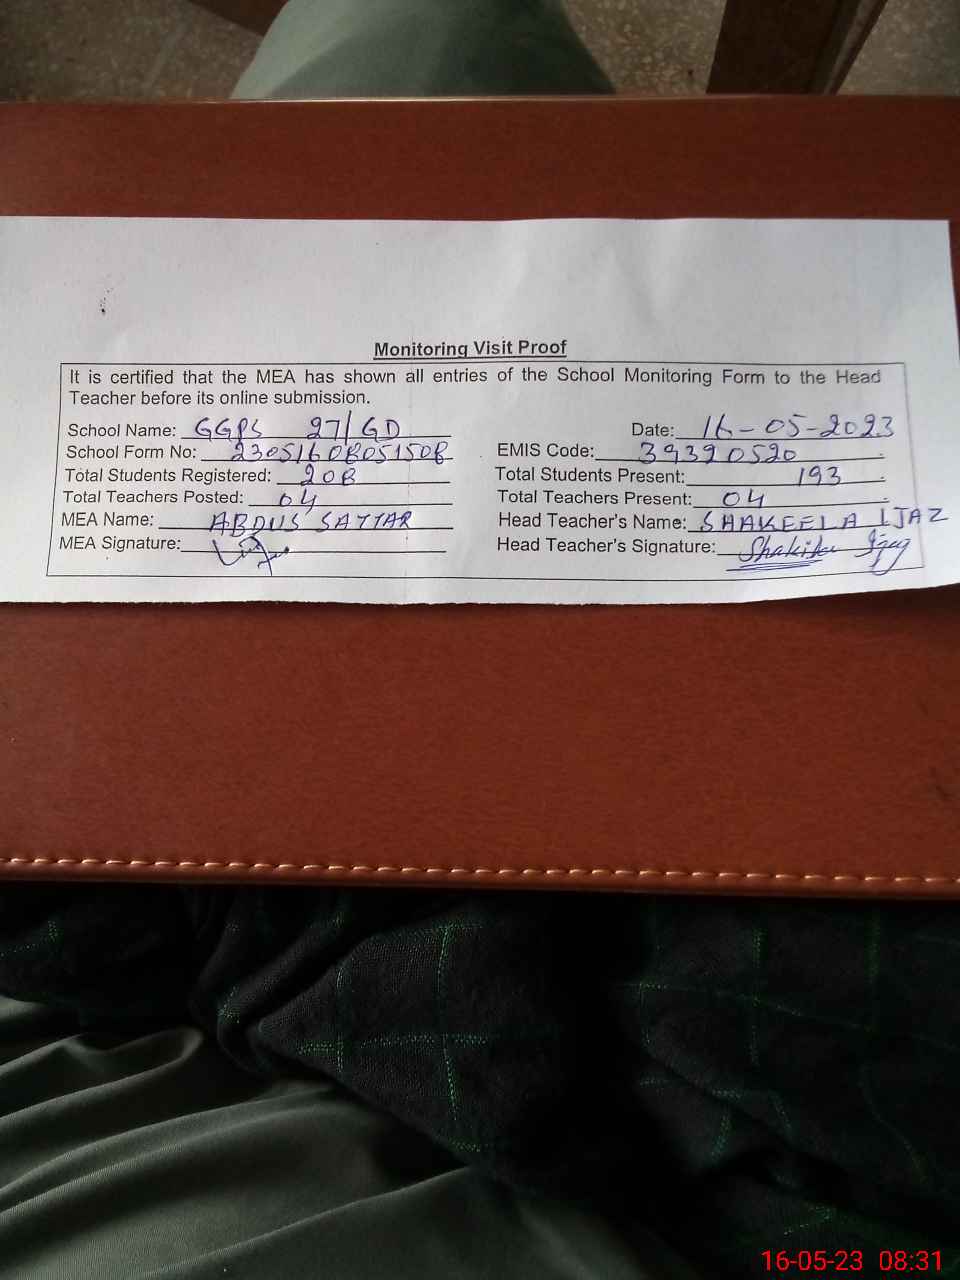 Monitoring Visit Proof
It is certified that the MEA has shown all entries of the School Monitoring Form to the Head
Teacher before its online submission.
School Name: GGPS 27/GD Date: 16-05-2023
School Form No: 23051608051508 EMIS Code: 39320520
Total Students Registered: 208 Total Students Present: 193
Total Teachers Posted: 04 Total Teachers Present: 04
MEA Name: ABDUS SATTAR Head Teacher's Name: SHAKEELA IJAZ
MEA Signature: Head Teacher's Signature: Shakila Ijaz
16-05-23 08:31